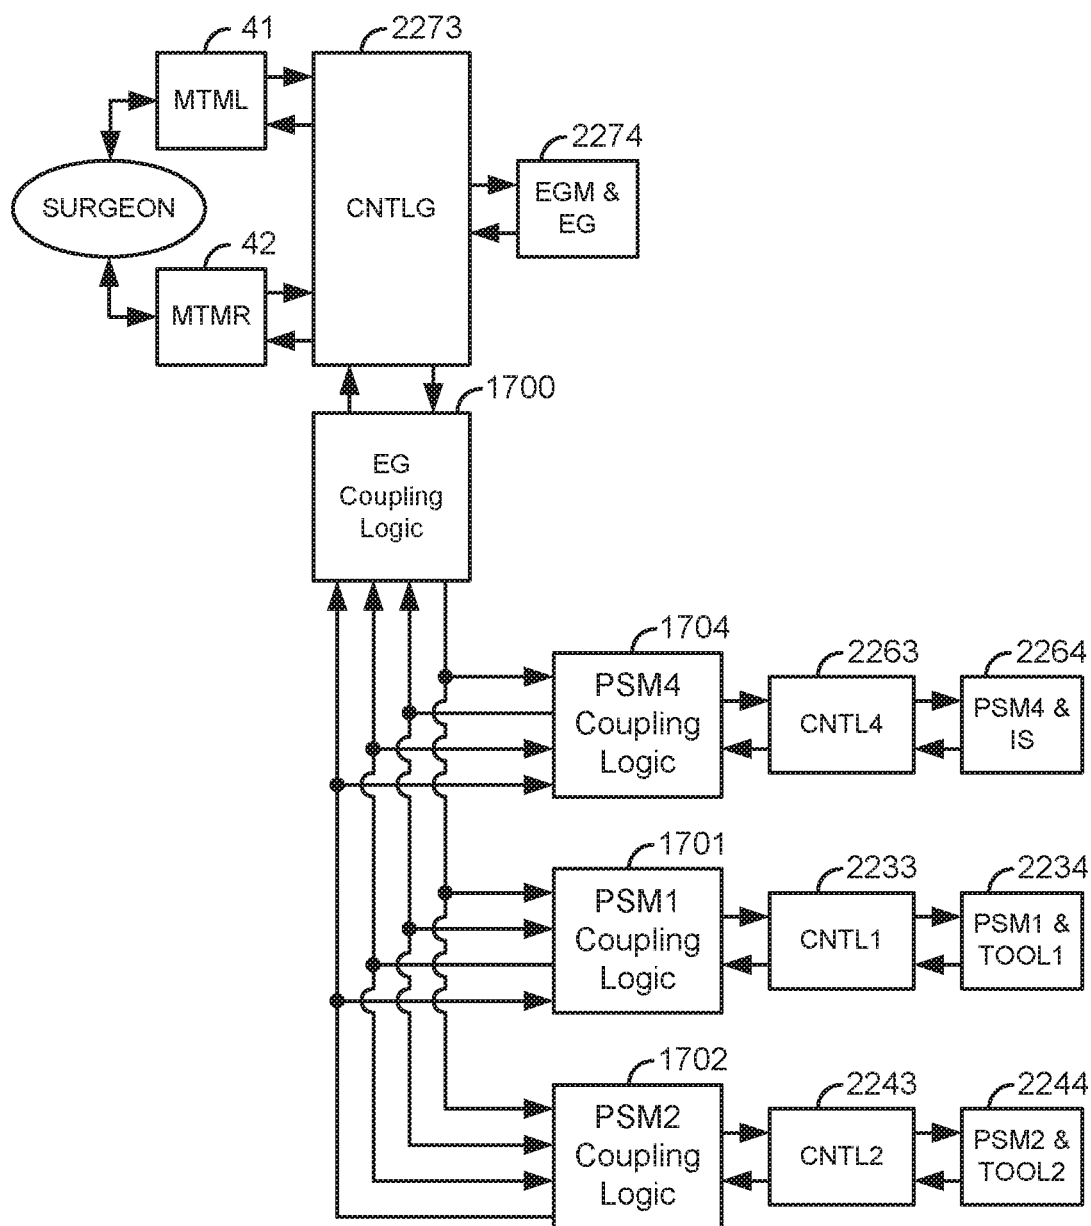 41
2273
MTML
2274
SURGEON
CNTLG
EGM &
EG
42
MTMR
1700
EG
Coupling
Logic
1704
2263
2264
PSM4
Coupling
Logic
CNTL4
PSM4 &
IS
1701
2233
2234
PSM1
Coupling
Logic
CNTL1
PSM1 &
TOOL1
1702
2243
2244
PSM2
Coupling
Logic
CNTL2
PSM2 &
TOOL2